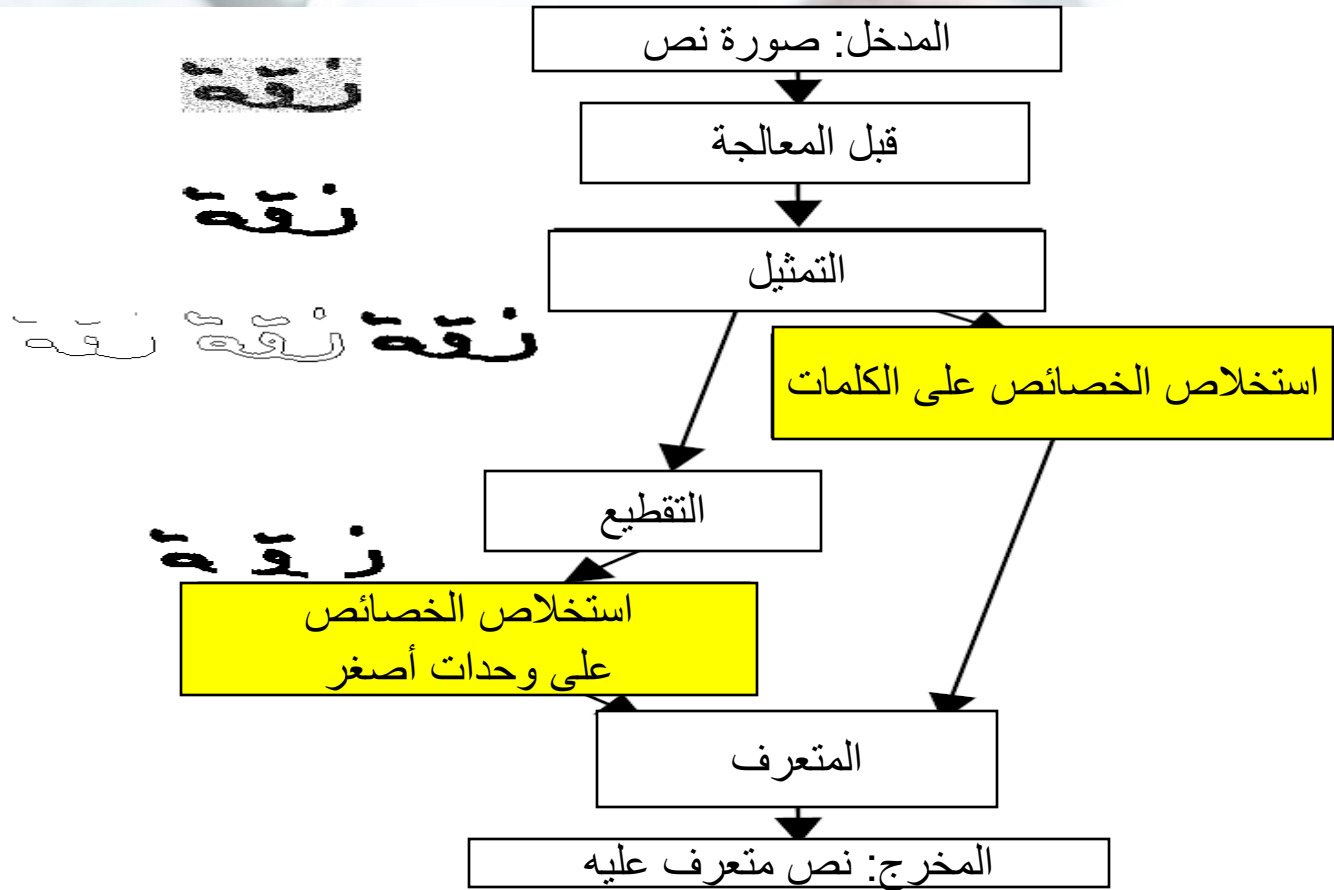 المدخل: صورة نص
قبل المعالجة
التمثيل
استخلاص الخصائص على الكلمات
التقطيع
استخلاص الخصائص
على وحدات أصغر
المتعرف
المخرج: نص متعرف عليه